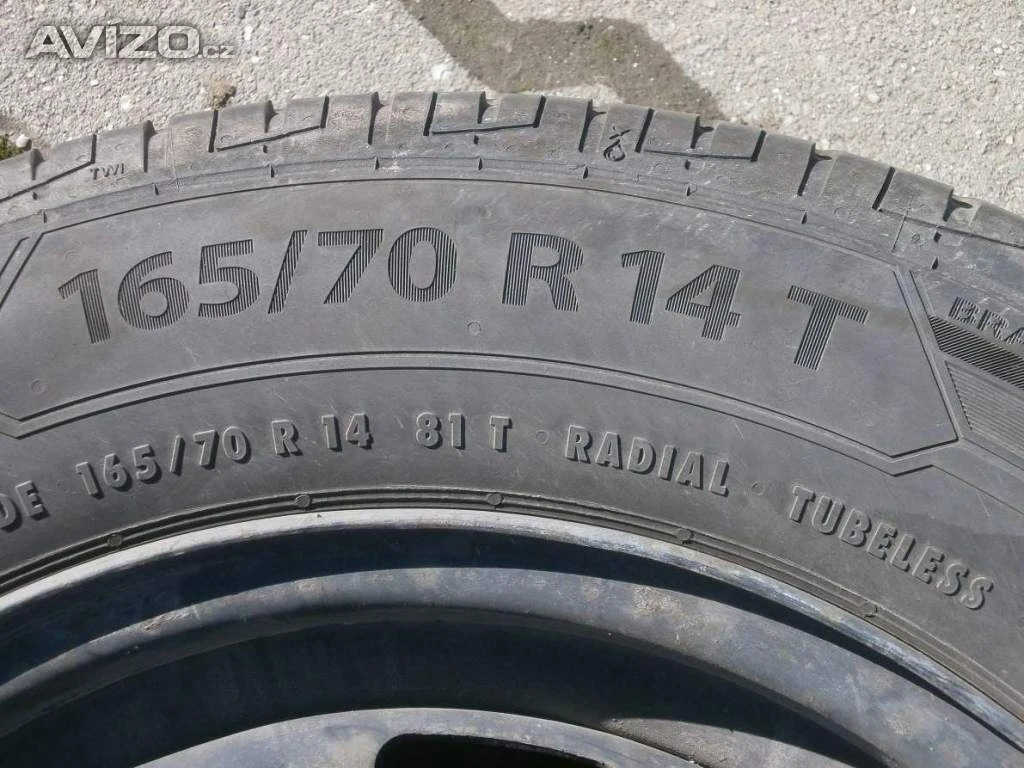 AVIZO.cz
TWI
165/70 R 14 T
DE 165/70 R 14 81 T · RADIAL · TUBELESS